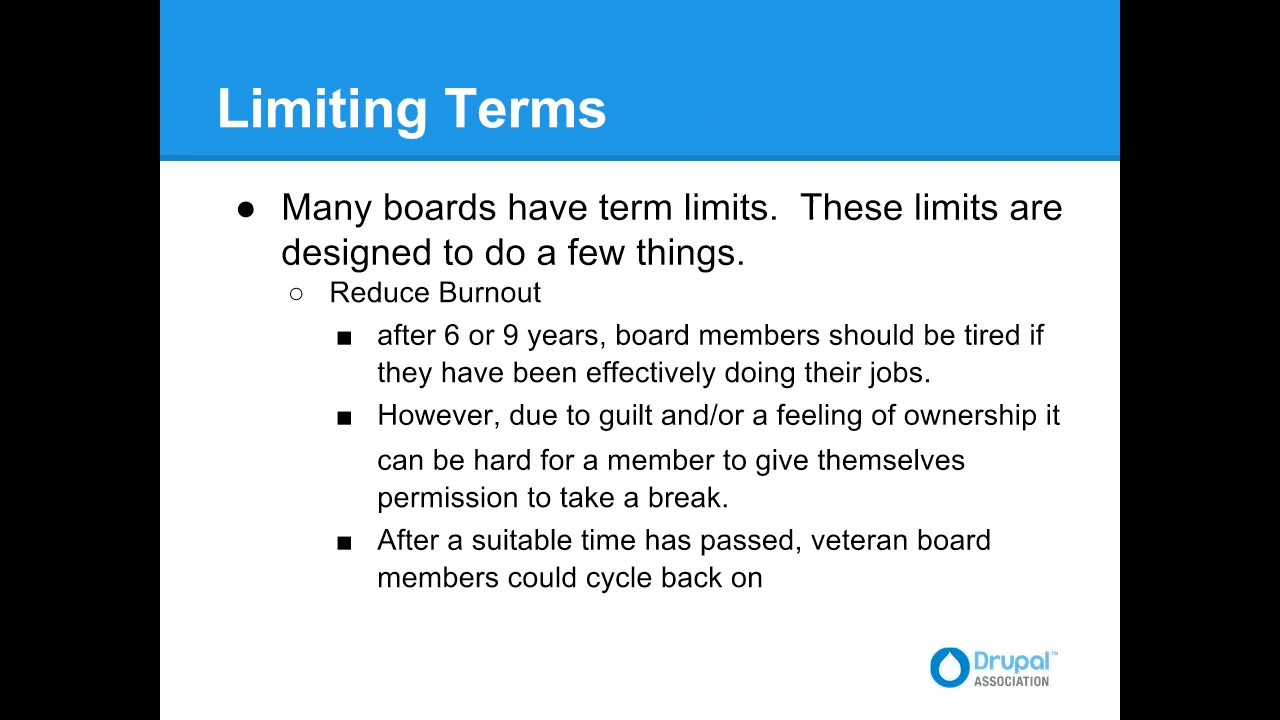 Limiting Terms
● Many boards have term limits.  These limits are
designed to do a few things.
○ Reduce Burnout
■ after 6 or 9 years, board members should be tired if
they have been effectively doing their jobs.
■ However, due to guilt and/or a feeling of ownership it
can be hard for a member to give themselves
permission to take a break.
■ After a suitable time has passed, veteran board
members could cycle back on
Drupal™
ASSOCIATION